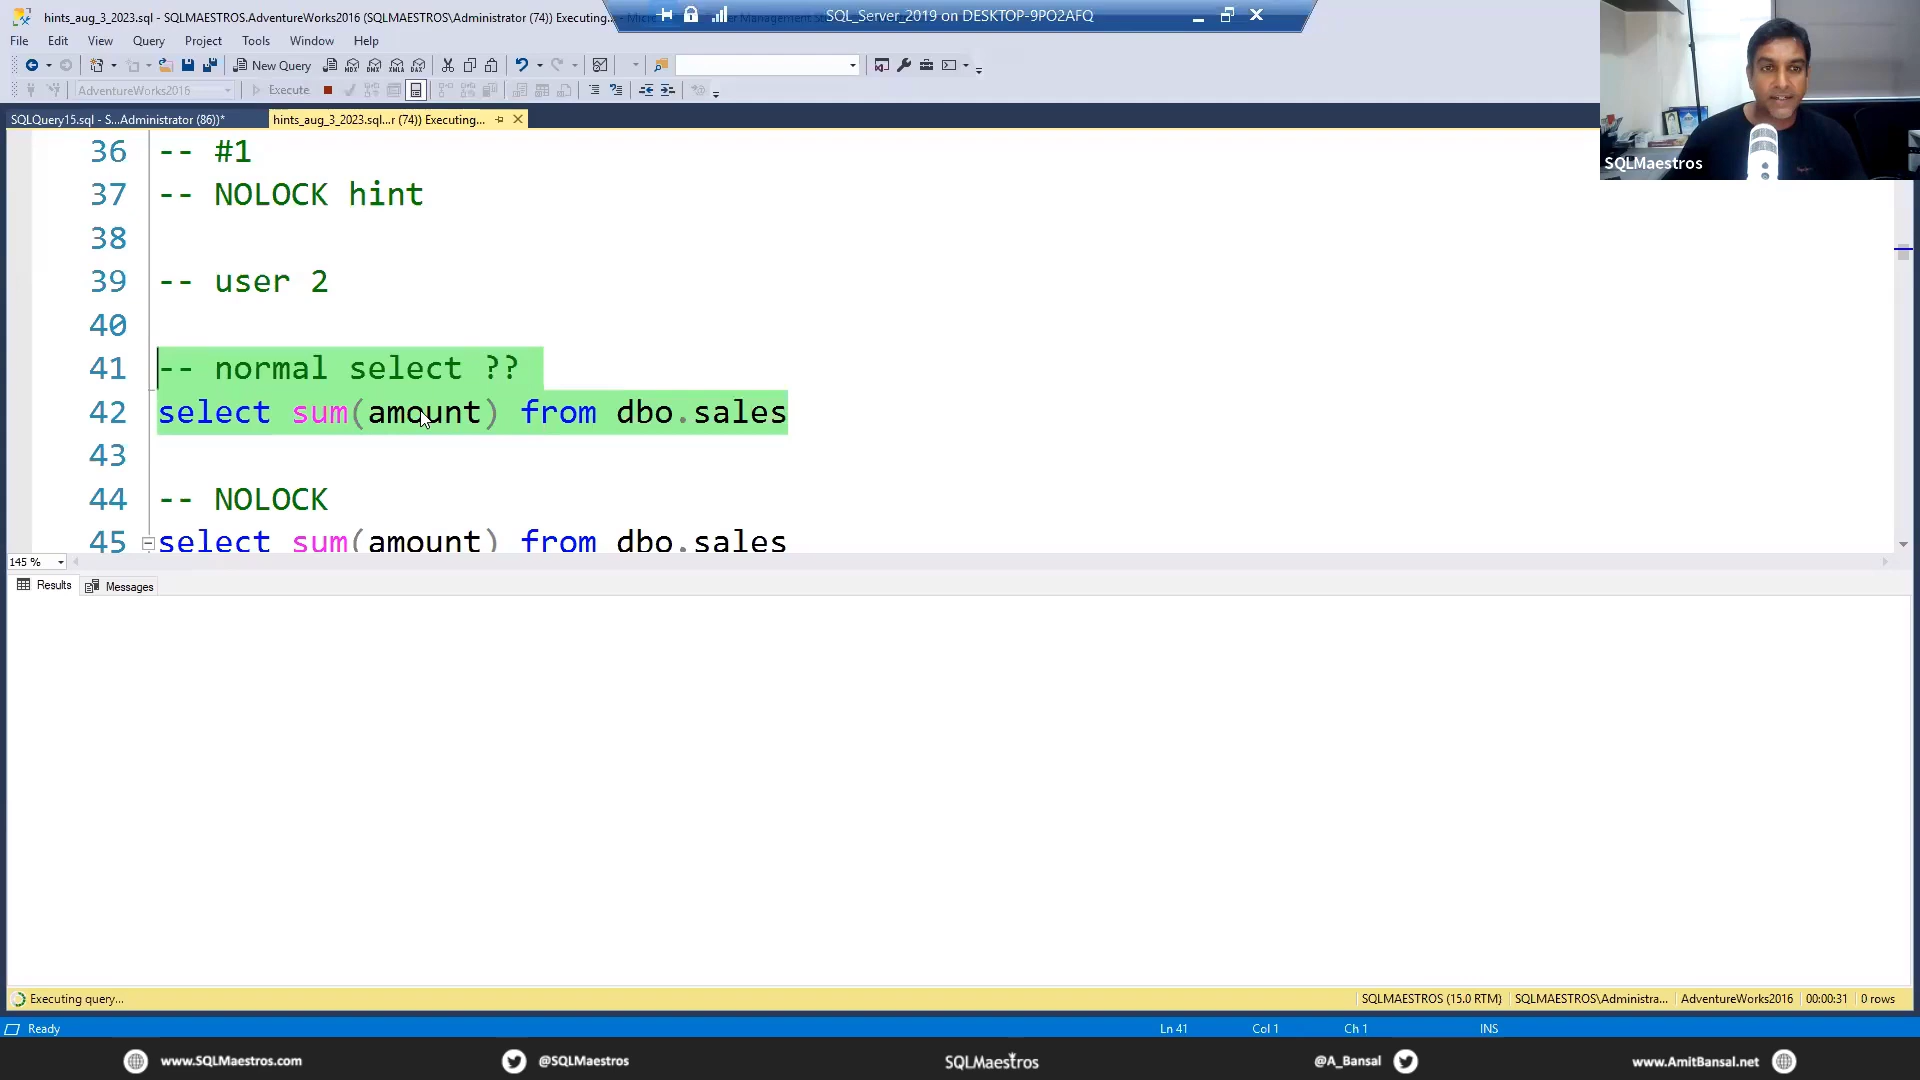 hints_aug_3_2023.sql - SQLMAESTROS.AdventureWorks2016 (SQLMAESTROS\Administrator (74)) Executing...
SQL_Server_2019 on DESKTOP-9PO2AFQ
File Edit View Query Project Tools Window Help
New Query
AdventureWorks2016 Execute
SQLQuery15.sql - S...Administrator (86))*
hints_aug_3_2023.sql...r (74)) Executing...
SQLMaestros
36 -- #1
37 -- NOLOCK hint
38
39 -- user 2
40
41 -- normal select ??
42 select sum(amount) from dbo.sales
43
44 -- NOLOCK
45 select sum(amount) from dbo.sales
145 %
Results Messages
Executing query... SQLMAESTROS (15.0 RTM) SQLMAESTROS\Administra... AdventureWorks2016 00:00:31 0 rows
Ready Ln 41 Col 1 Ch 1 INS
www.SQLMaestros.com @SQLMaestros SQLMaestros @A_Bansal www.AmitBansal.net